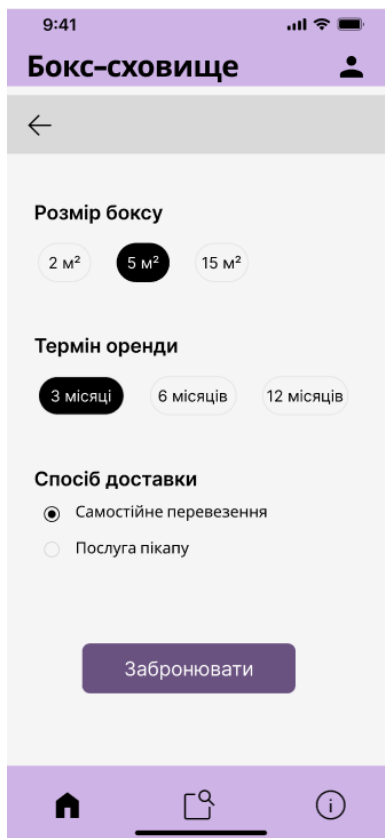 9:41
Бокс-сховище
Розмір боксу
2 м² 5 м² 15 м²
Термін оренди
3 місяці 6 місяців 12 місяців
Спосіб доставки
Самостійне перевезення
Послуга пікапу
Забронювати